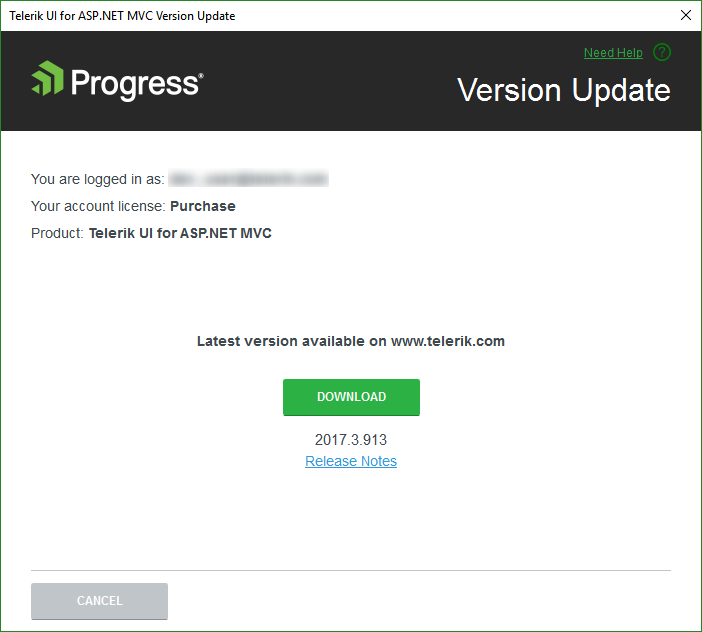 Telerik UI for ASP.NET MVC Version Update
Need Help ?
Progress®
Version Update
You are logged in as:
Your account license: Purchase
Product: Telerik UI for ASP.NET MVC
Latest version available on www.telerik.com
DOWNLOAD
2017.3.913
Release Notes
CANCEL